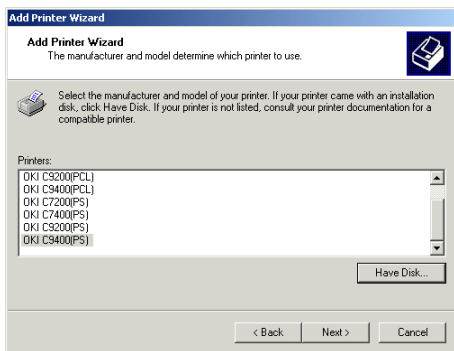 Add Printer Wizard
Add Printer Wizard
The manufacturer and model determine which printer to use.
Select the manufacturer and model of your printer. If your printer came with an installation
disk, click Have Disk. If your printer is not listed, consult your printer documentation for a
compatible printer.
Printers:
OKI C9200(PCL)
OKI C9400(PCL)
OKI C7200(PS)
OKI C7400(PS)
OKI C9200(PS)
OKI C9400(PS)
Have Disk...
< Back
Next >
Cancel